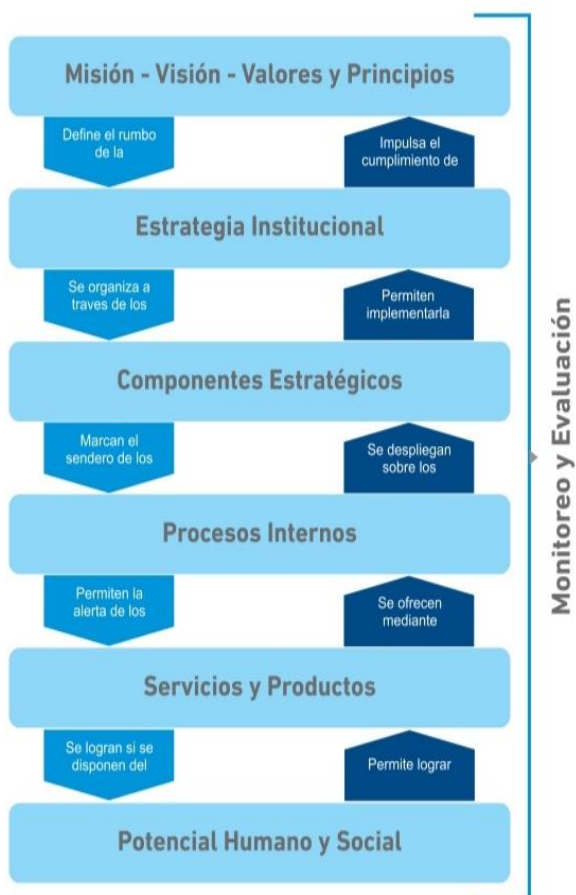 Misión - Visión - Valores y Principios
Define el rumbo
de la
Impulsa el
cumplimiento de
Estrategia Institucional
Se organiza a
traves de los
Permiten
implementarla
Componentes Estratégicos
Marcan el
sendero de los
Se despliegan
sobre los
Procesos Internos
Permiten la
alerta de los
Se ofrecen
mediante
Servicios y Productos
Se logran si se
disponen del
Permite lograr
Potencial Humano y Social
Monitoreo y Evaluación